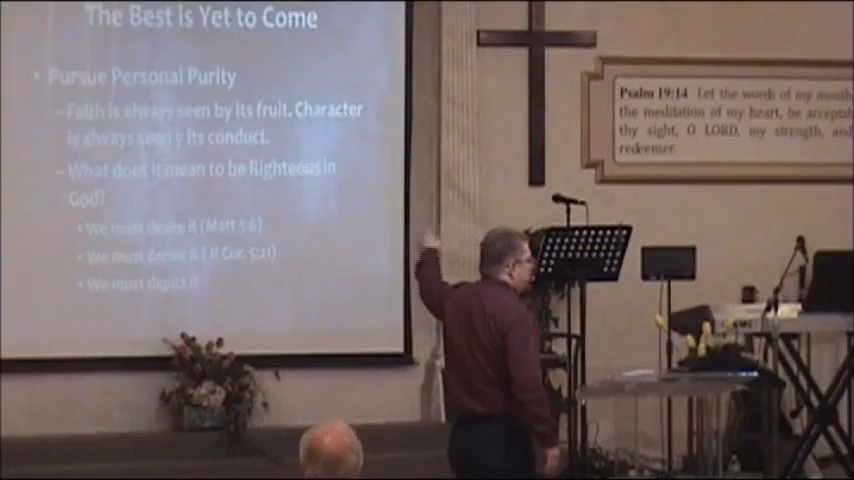 The Best is Yet to Come
• Pursue Personal Purity
–Faith is always seen by its fruit. Character
is always seen y its conduct.
–What does it mean to be Righteous in
God?
• We must desire it (Matt 5:6)
• We must derive it ( II Cor. 5:21)
• We must depict it
Psalm 19:14 Let the words of my mouth,
the meditation of my heart, be acceptab
thy sight, O LORD, my strength, and
redeemer.